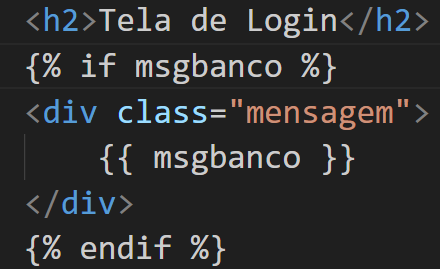 <h2>Tela de Login</h2>
{% if msgbanco %}
<div class="mensagem">
{{ msgbanco }}
</div>
{% endif %}